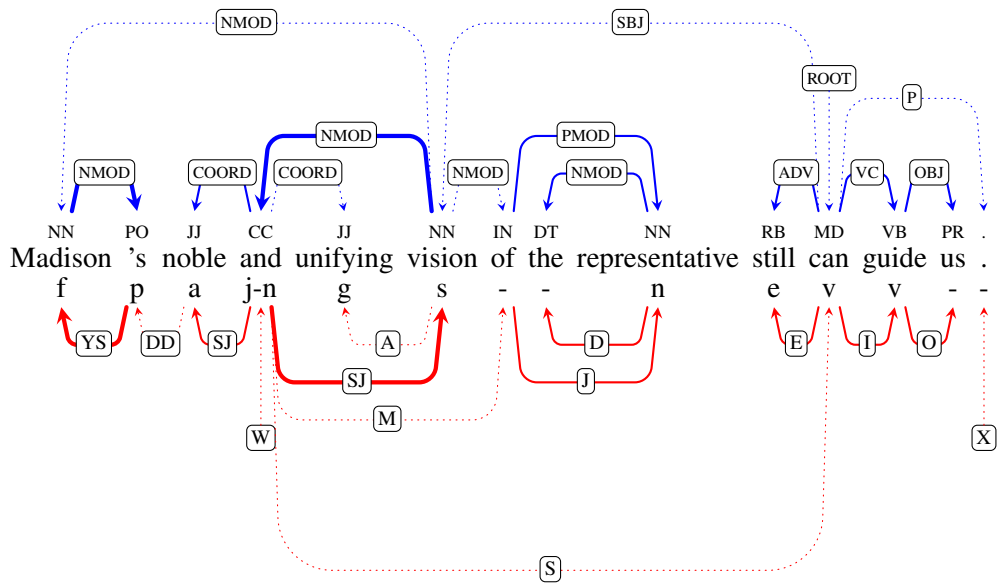 NMOD SBJ
ROOT
P
NMOD PMOD
NMOD COORD COORD NMOD NMOD ADV VC OBJ
NN PO JJ CC JJ NN IN DT NN RB MD VB PR .
Madison 's noble and unifying vision of the representative still can guide us .
f p a j-n g s - - n e v v - -
YS DD SJ A D E I O
SJ J
M
W X
S